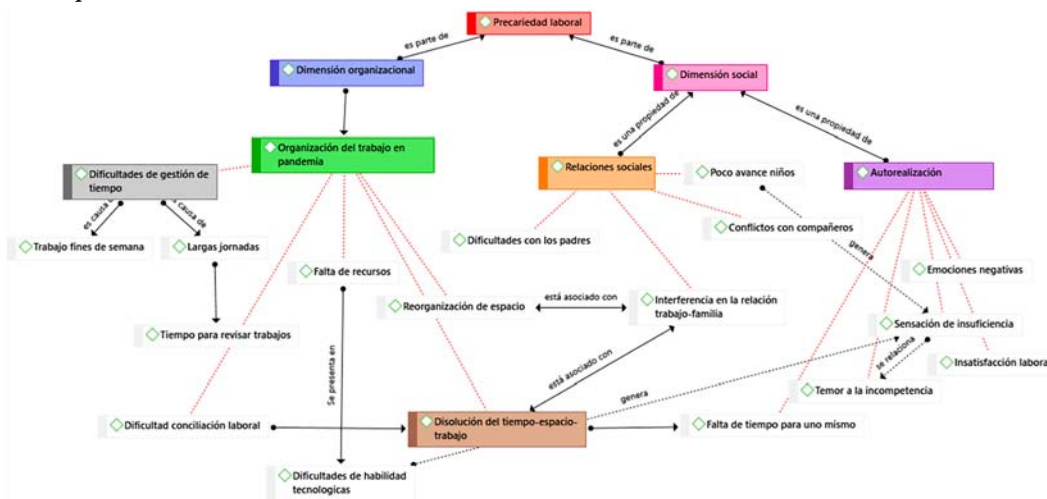 Precariedad laboral
es parte de
es parte de
Dimensión organizacional
Dimensión social
es una propiedad de
es una propiedad de
Organización del trabajo en
pandemia
Dificultades de gestión de
tiempo
Relaciones sociales
Poco avance niños
Autorealización
es causa
es causa de
Trabajo fines de semana
Largas jornadas
Dificultades con los padres
Conflictos con compañeros
genera
Falta de recursos
Emociones negativas
Reorganización de espacio
está asociado con
Interferencia en la relación
trabajo-familia
Sensación de insuficiencia
Tiempo para revisar trabajos
se relaciona
Insatisfacción labora
Se presenta en
está asociado con
Temor a la incompetencia
genera
Dificultad conciliación laboral
Disolución del tiempo-espacio-
trabajo
Falta de tiempo para uno mismo
Dificultades de habilidad
tecnologicas